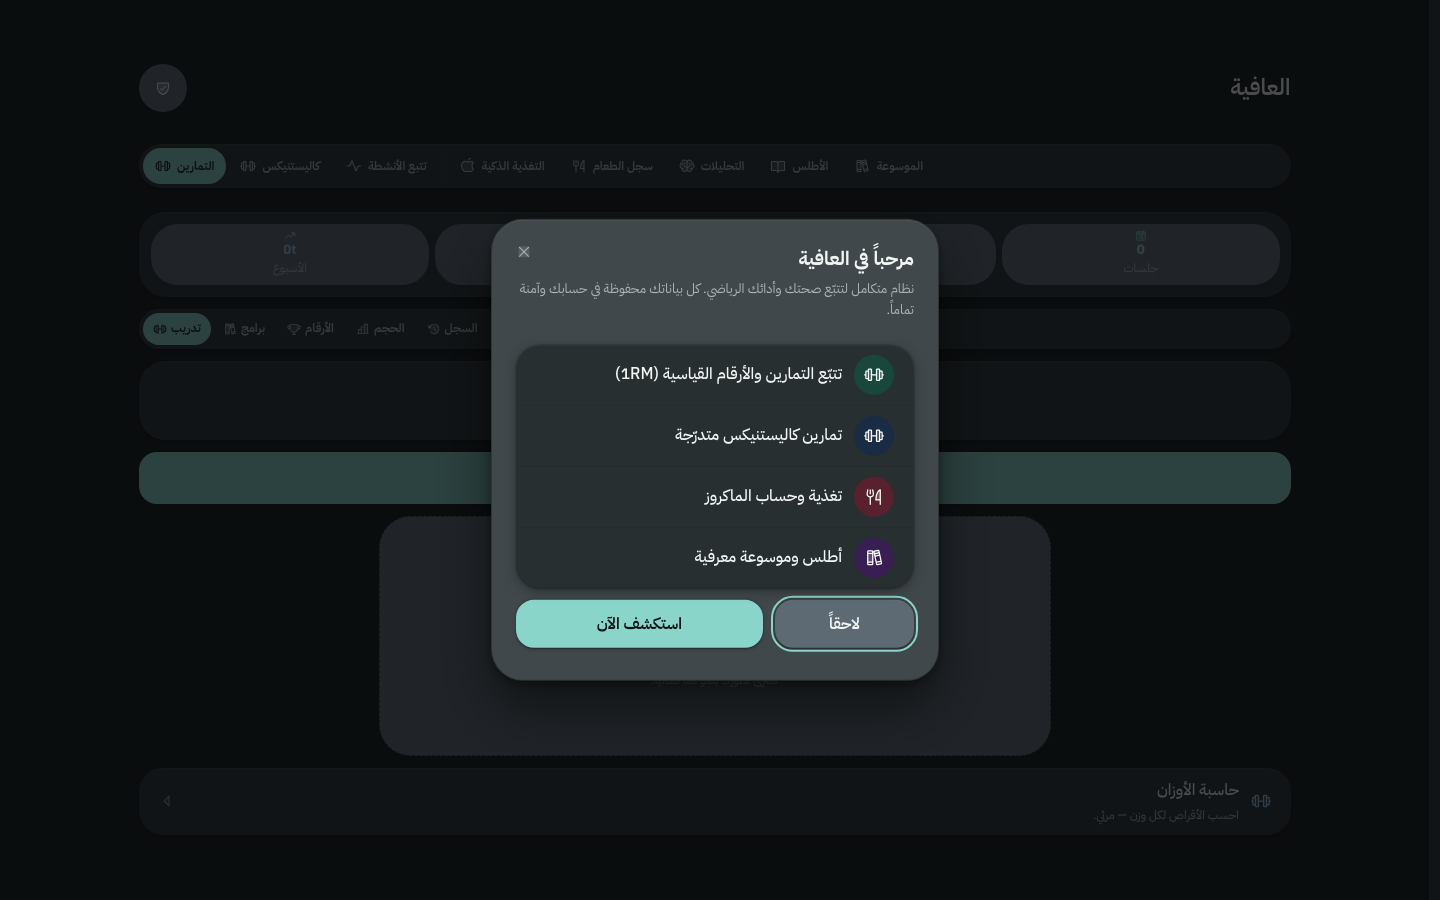 العافية
التمارين
كاليستنيكس
تتبع الأنشطة
التغذية الذكية
سجل الطعام
التحليلات
الأطلس
الموسوعة
0
جلسات
0t
الأسبوع
تدريب
برامج
الأرقام
الحجم
السجل
مرحباً في العافية
نظام متكامل لتتبّع صحتك وأدائك الرياضي. كل بياناتك محفوظة في حسابك وآمنة
تماماً.
تتبّع التمارين والأرقام القياسية (1RM)
تمارين كاليستنيكس متدرّجة
تغذية وحساب الماكروز
أطلس وموسوعة معرفية
لاحقاً
استكشف الآن
حاسبة الأوزان
احسب الأقراص لكل وزن — مرئي.